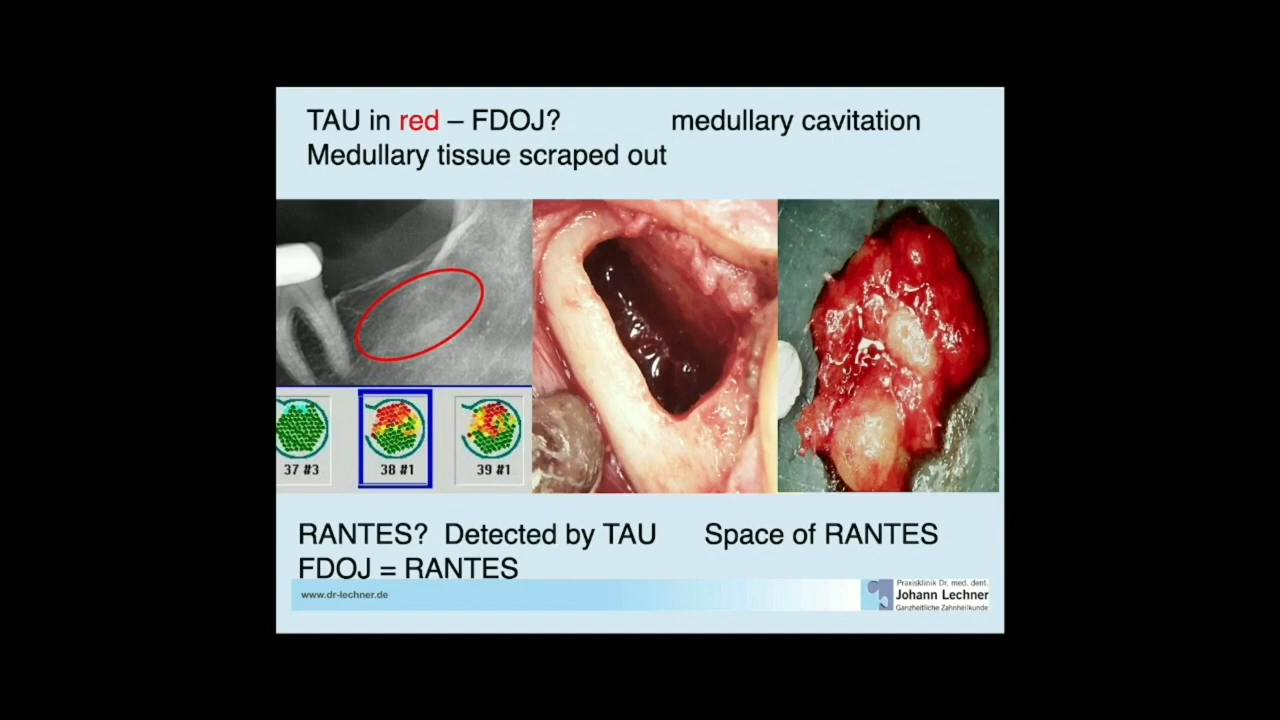 TAU in red – FDOJ? medullary cavitation
Medullary tissue scraped out
37 #3 38 #1 39 #1
RANTES? Detected by TAU Space of RANTES
FDOJ = RANTES
www.dr-lechner.de
Praxisklinik Dr. med. dent.
Johann Lechner
Ganzheitliche Zahnheilkunde